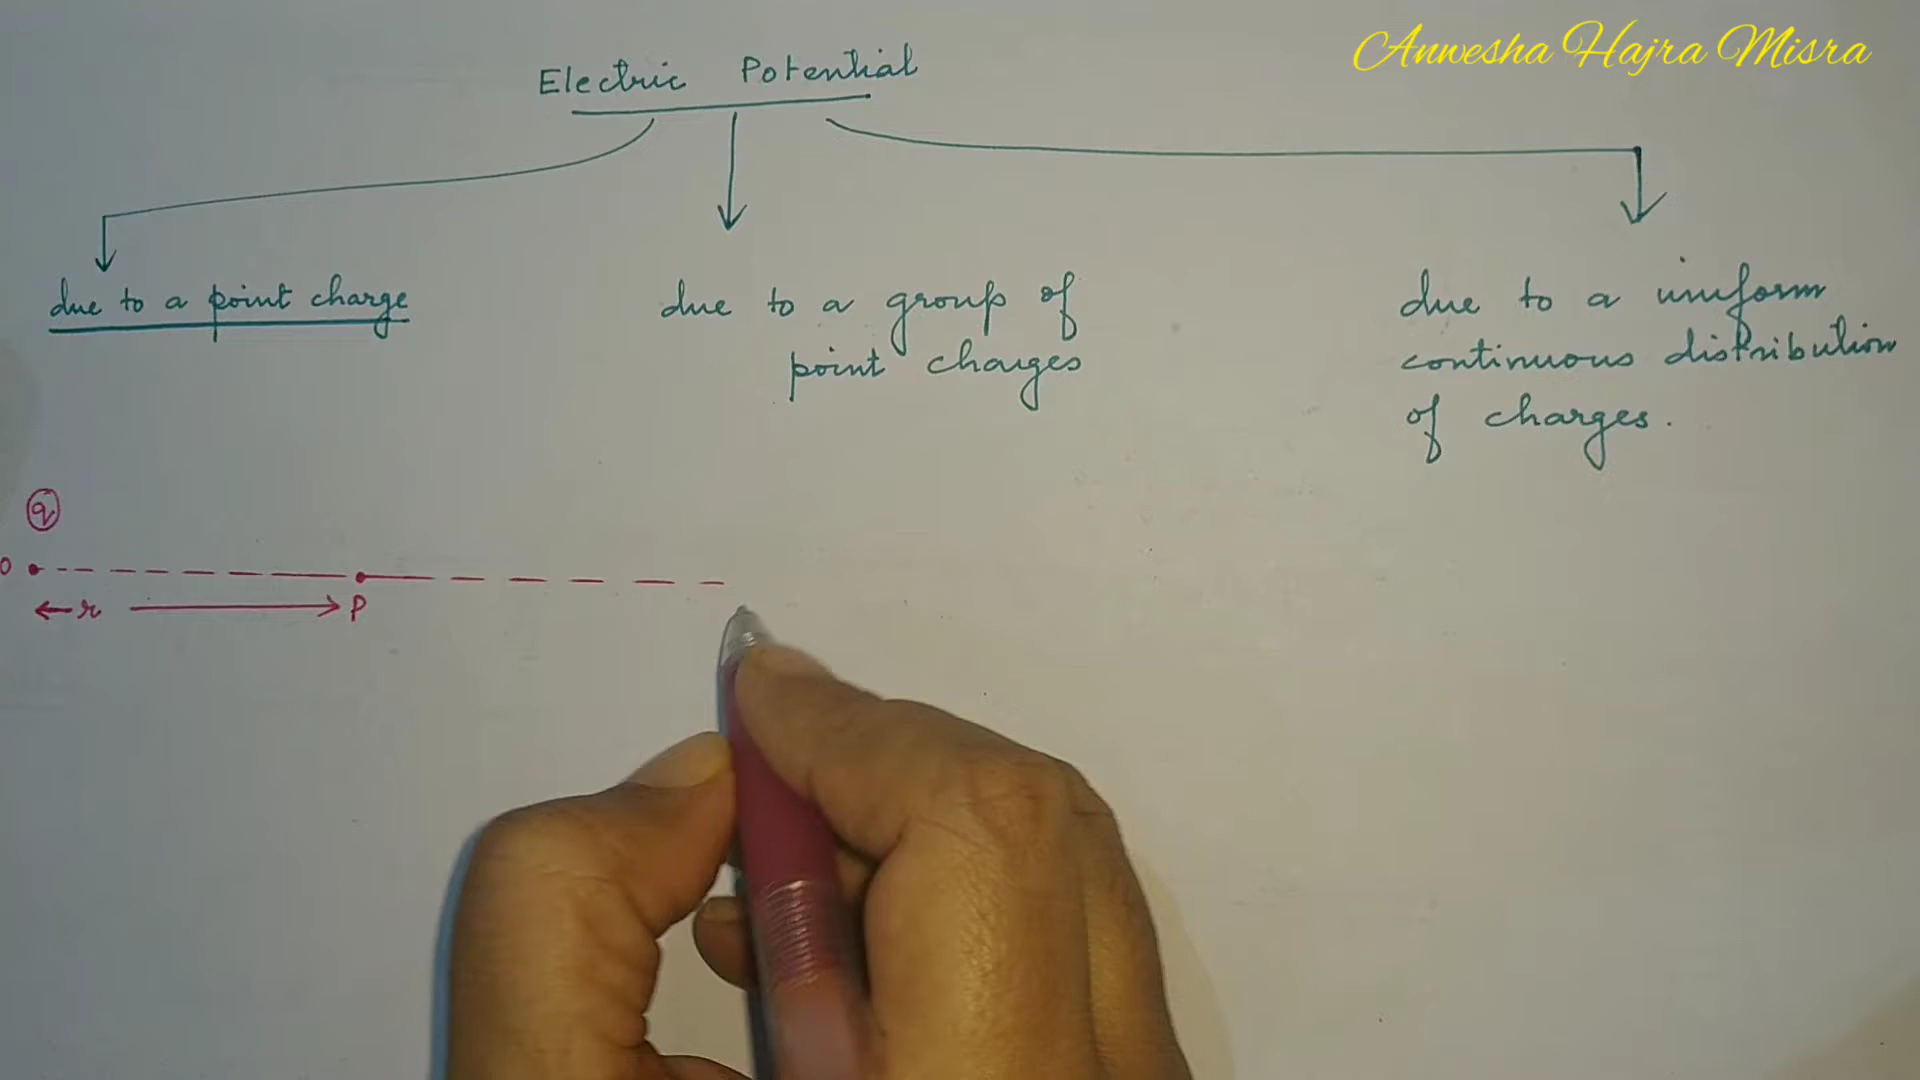 Anwesha Hajra Misra
Electric Potential
due to a point charge
due to a group of
point charges
due to a uniform
continuous distribution
of charges.
q
O
r
P